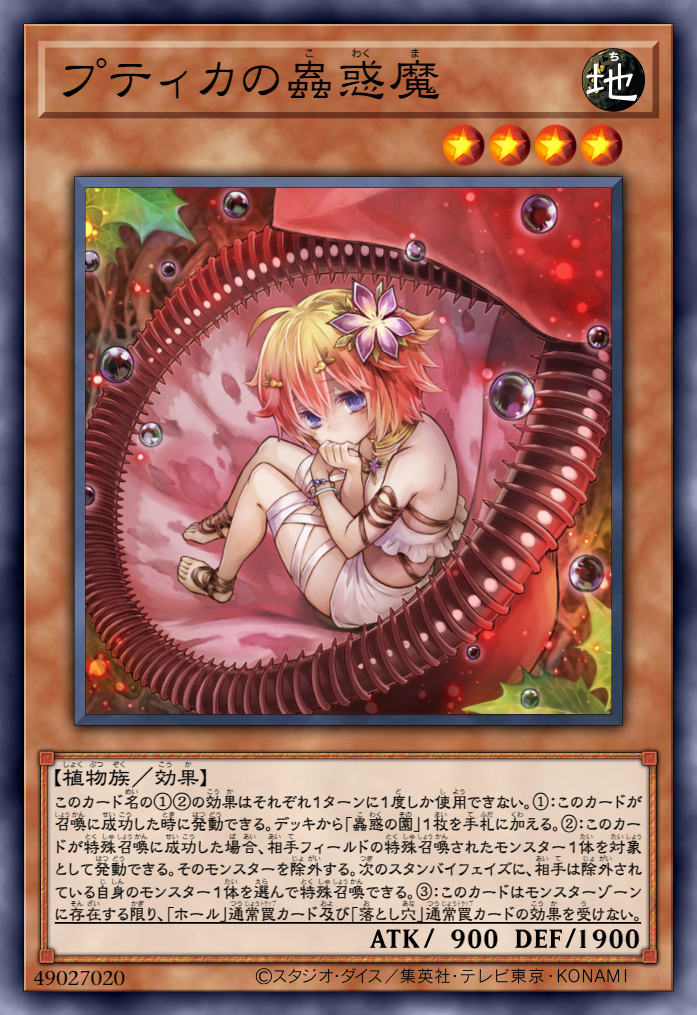 プティカの蟲惑魔
地
【植物族／効果】
このカード名の①②の効果はそれぞれ1ターンに1度しか使用できない。①：このカードが
召喚に成功した時に発動できる。デッキから「蟲惑の園」1枚を手札に加える。②：このカー
ドが特殊召喚に成功した場合、相手フィールドの特殊召喚されたモンスター1体を対象
として発動できる。そのモンスターを除外する。次のスタンバイフェイズに、相手は除外され
ている自身のモンスター1体を選んで特殊召喚できる。③：このカードはモンスターゾーン
に存在する限り、「ホール」通常罠カード及び「落とし穴」通常罠カードの効果を受けない。
ATK/ 900 DEF/1900
49027020
©スタジオ・ダイス／集英社・テレビ東京・KONAMI